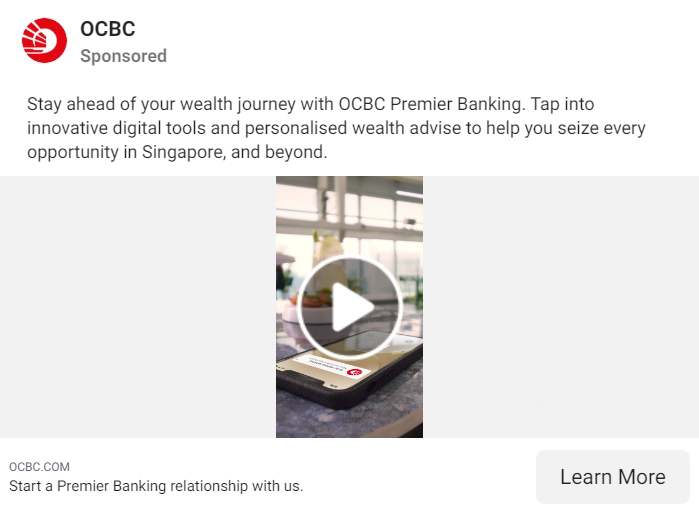 OCBC
Sponsored
Stay ahead of your wealth journey with OCBC Premier Banking. Tap into
innovative digital tools and personalised wealth advise to help you seize every
opportunity in Singapore, and beyond.
OCBC.COM
Start a Premier Banking relationship with us.
Learn More